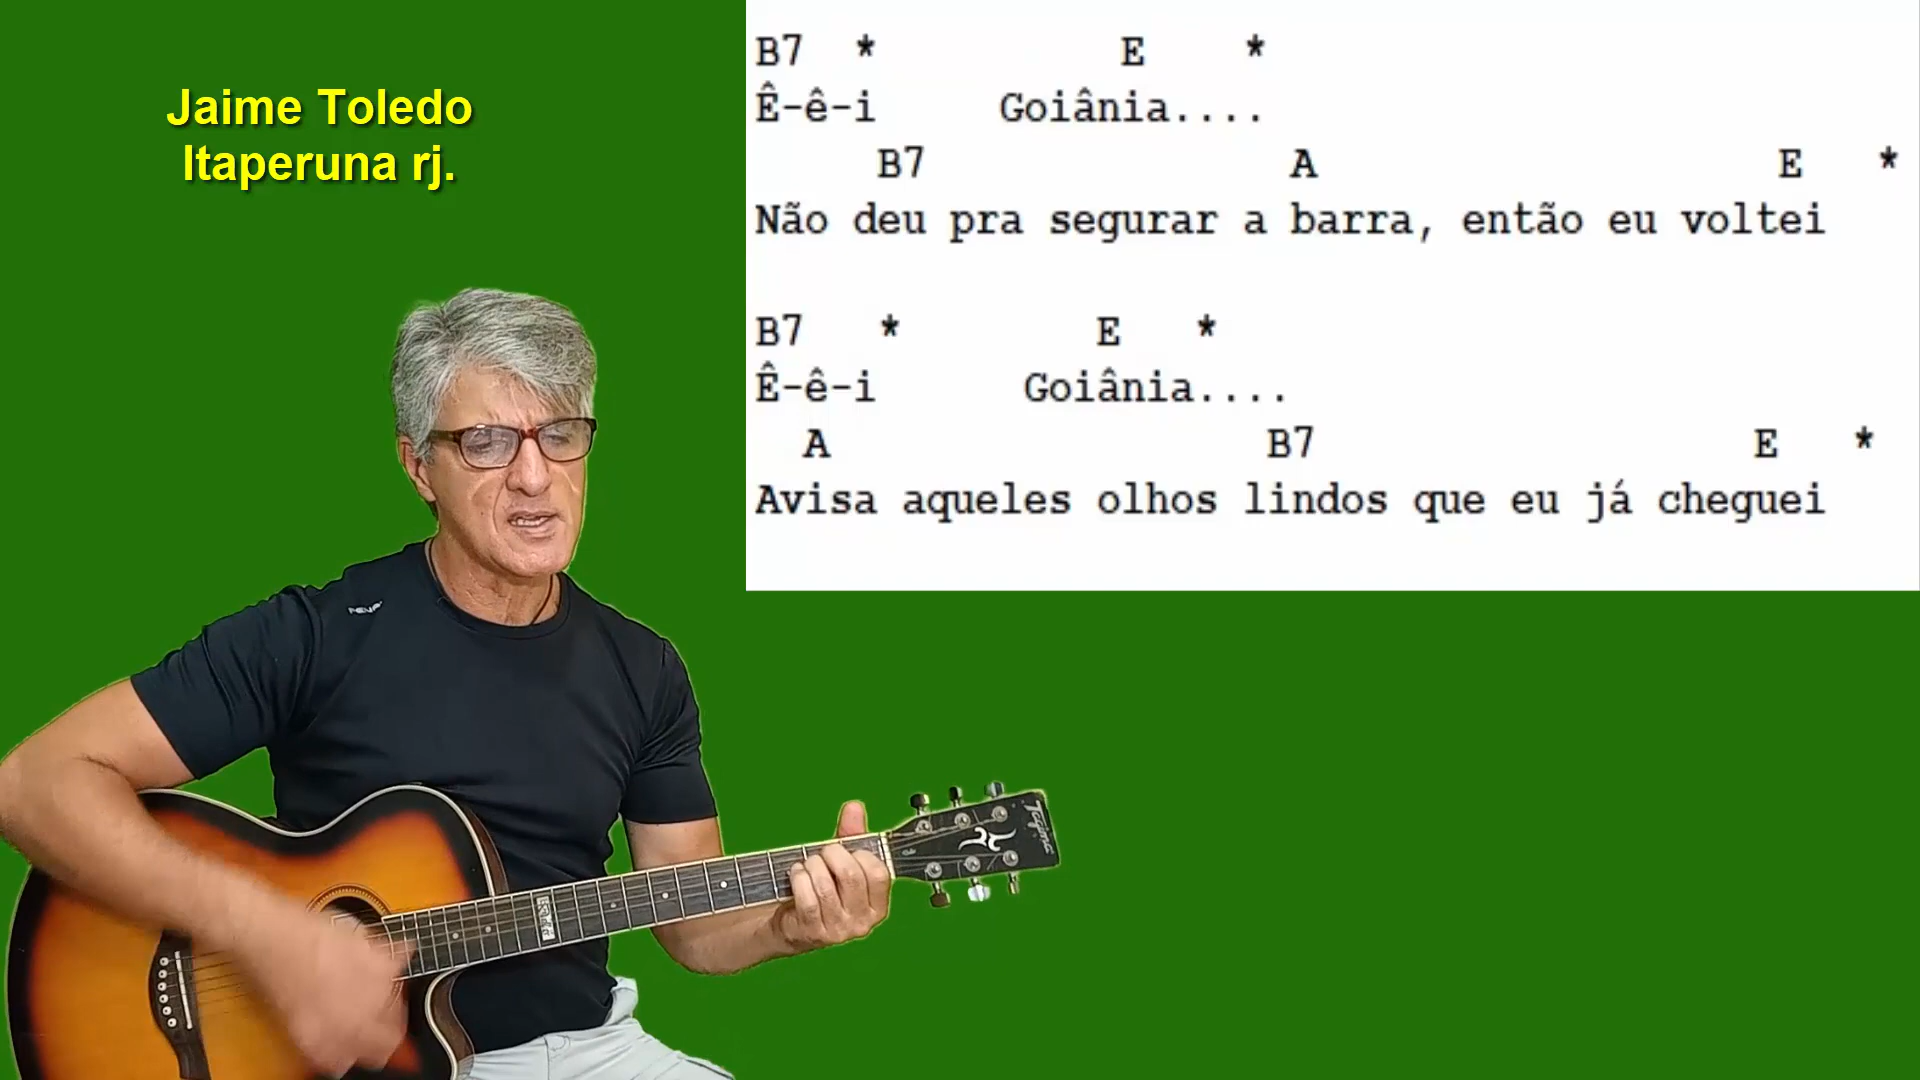 Jaime Toledo
Itaperuna rj.
B7 * E *
Ê-ê-i Goiânia....
B7 A E *
Não deu pra segurar a barra, então eu voltei
B7 * E *
Ê-ê-i Goiânia....
A B7 E *
Avisa aqueles olhos lindos que eu já cheguei
Tagima